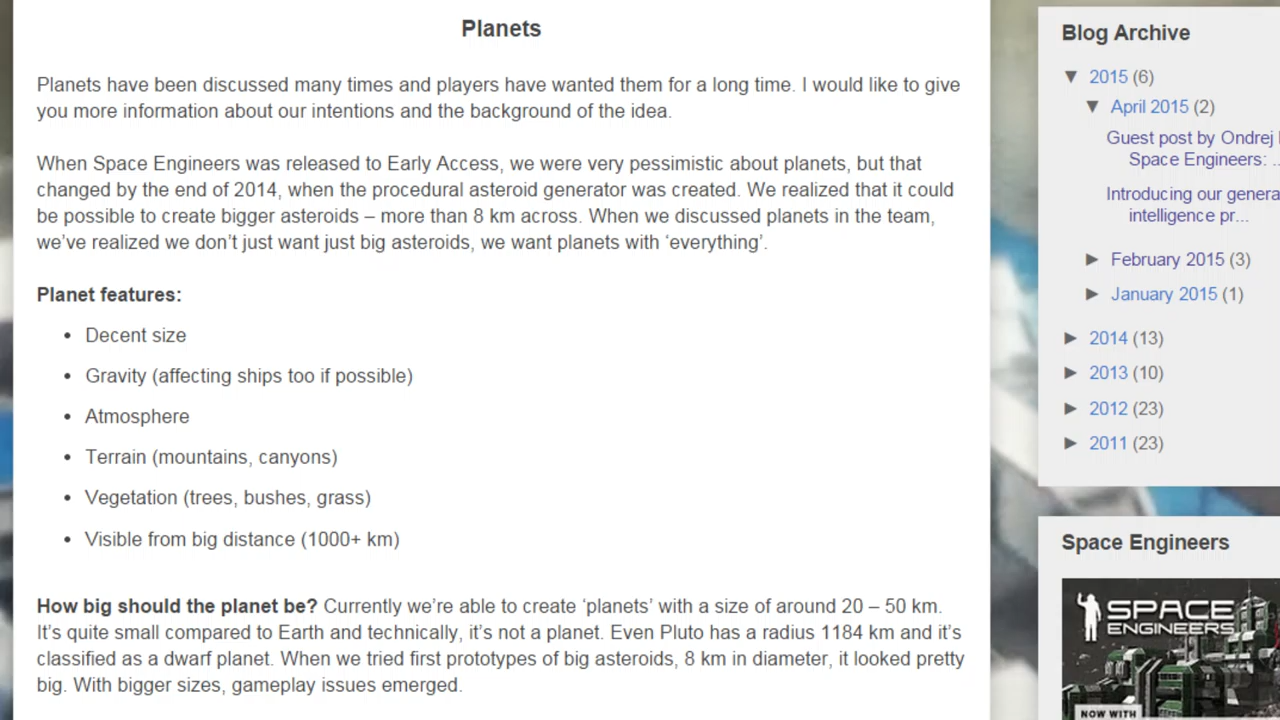 Planets
Planets have been discussed many times and players have wanted them for a long time. I would like to give
you more information about our intentions and the background of the idea.
When Space Engineers was released to Early Access, we were very pessimistic about planets, but that
changed by the end of 2014, when the procedural asteroid generator was created. We realized that it could
be possible to create bigger asteroids – more than 8 km across. When we discussed planets in the team,
we’ve realized we don’t just want just big asteroids, we want planets with ‘everything’.
Planet features:
• Decent size
• Gravity (affecting ships too if possible)
• Atmosphere
• Terrain (mountains, canyons)
• Vegetation (trees, bushes, grass)
• Visible from big distance (1000+ km)
How big should the planet be? Currently we’re able to create ‘planets’ with a size of around 20 – 50 km.
It’s quite small compared to Earth and technically, it’s not a planet. Even Pluto has a radius 1184 km and it’s
classified as a dwarf planet. When we tried first prototypes of big asteroids, 8 km in diameter, it looked pretty
big. With bigger sizes, gameplay issues emerged.
Blog Archive
▼ 2015 (6)
▼ April 2015 (2)
Guest post by Ondrej
Space Engineers: ...
Introducing our genera
intelligence pr...
► February 2015 (3)
► January 2015 (1)
► 2014 (13)
► 2013 (10)
► 2012 (23)
► 2011 (23)
Space Engineers
SPACE
ENGINEERS
NOW WITH